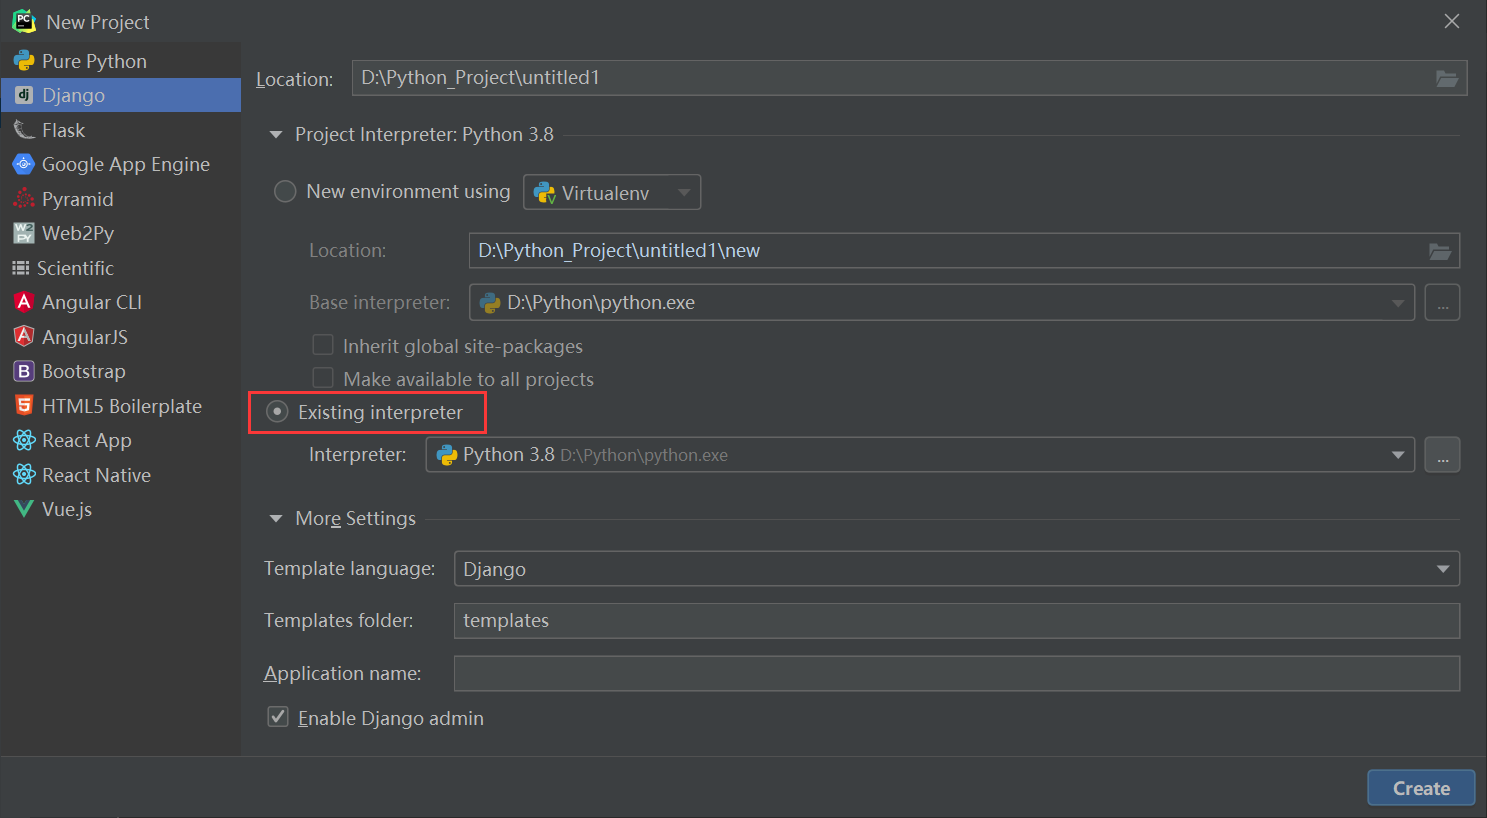 New Project
Pure Python
Django
Flask
Google App Engine
Pyramid
Web2Py
Scientific
Angular CLI
AngularJS
Bootstrap
HTML5 Boilerplate
React App
React Native
Vue.js
Location: D:\Python_Project\untitled1
Project Interpreter: Python 3.8
New environment using Virtualenv
Location: D:\Python_Project\untitled1\new
Base interpreter: D:\Python\python.exe ...
Inherit global site-packages
Make available to all projects
Existing interpreter
Interpreter: Python 3.8 D:\Python\python.exe ...
More Settings
Template language: Django
Templates folder: templates
Application name:
Enable Django admin
Create